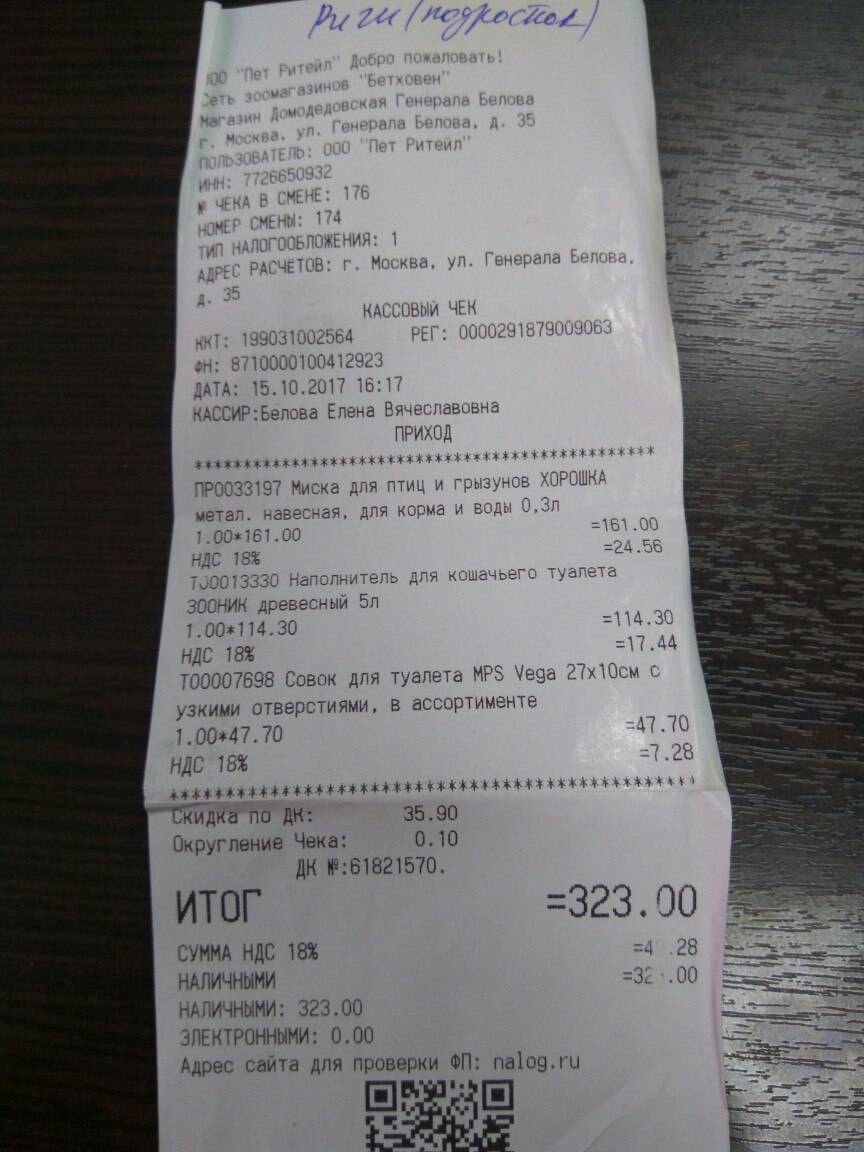 Риги (подросток)
ООО "Пет Ритейл" Добро пожаловать!
Сеть зоомагазинов "Бетховен"
Магазин Домодедовская Генерала Белова
г. Москва, ул. Генерала Белова, д. 35
ПОЛЬЗОВАТЕЛЬ: ООО "Пет Ритейл"
ИНН: 7726650932
№ ЧЕКА В СМЕНЕ: 176
НОМЕР СМЕНЫ: 174
ТИП НАЛОГООБЛОЖЕНИЯ: 1
АДРЕС РАСЧЕТОВ: г. Москва, ул. Генерала Белова,
д. 35
КАССОВЫЙ ЧЕК
ККТ: 199031002564 РЕГ: 0000291879009063
ФН: 8710000100412923
ДАТА: 15.10.2017 16:17
КАССИР:Белова Елена Вячеславовна
ПРИХОД
************************************************
ПР0033197 Миска для птиц и грызунов ХОРОШКА
метал. навесная, для корма и воды 0,3л
1.00*161.00 =161.00
НДС 18% =24.56
Т00013330 Наполнитель для кошачьего туалета
ЗООНИК древесный 5л
1.00*114.30 =114.30
НДС 18% =17.44
Т00007698 Совок для туалета MPS Vega 27х10см с
узкими отверстиями, в ассортименте
1.00*47.70 =47.70
НДС 18% =7.28
************************************************
Скидка по ДК: 35.90
Округление Чека: 0.10
ДК №:61821570.
ИТОГ =323.00
СУММА НДС 18% =49.28
НАЛИЧНЫМИ =323.00
НАЛИЧНЫМИ: 323.00
ЭЛЕКТРОННЫМИ: 0.00
Адрес сайта для проверки ФП: nalog.ru